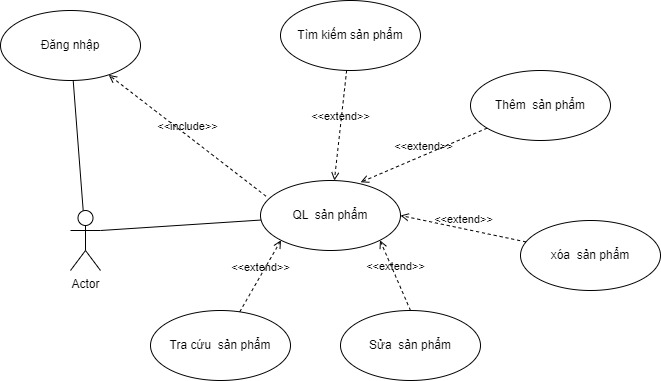 Tìm kiếm sản phẩm
Đăng nhập
Thêm sản phẩm
<<extend>>
<<include>>
<<extend>>
QL sản phẩm
<<extend>>
xóa sản phẩm
Actor
<<extend>>
<<extend>>
Tra cứu sản phẩm
Sửa sản phẩm